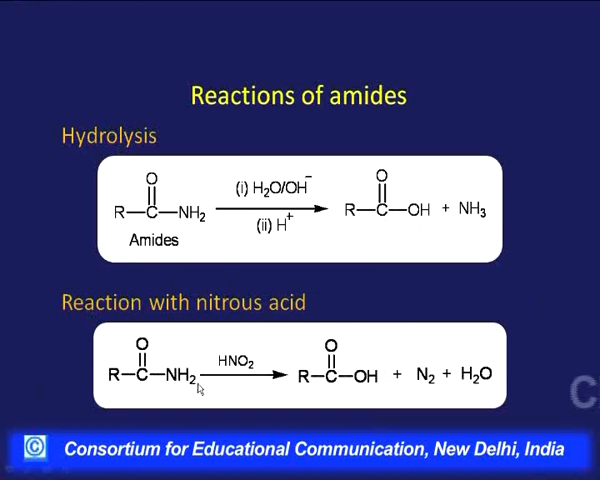 Reactions of amides
Hydrolysis
O
R—C—NH₂
Amides
(i) H₂O/OH⁻
(ii) H⁺
O
R—C—OH + NH₃
Reaction with nitrous acid
O
R—C—NH₂
HNO₂
O
R—C—OH + N₂ + H₂O
C
© Consortium for Educational Communication, New Delhi, India